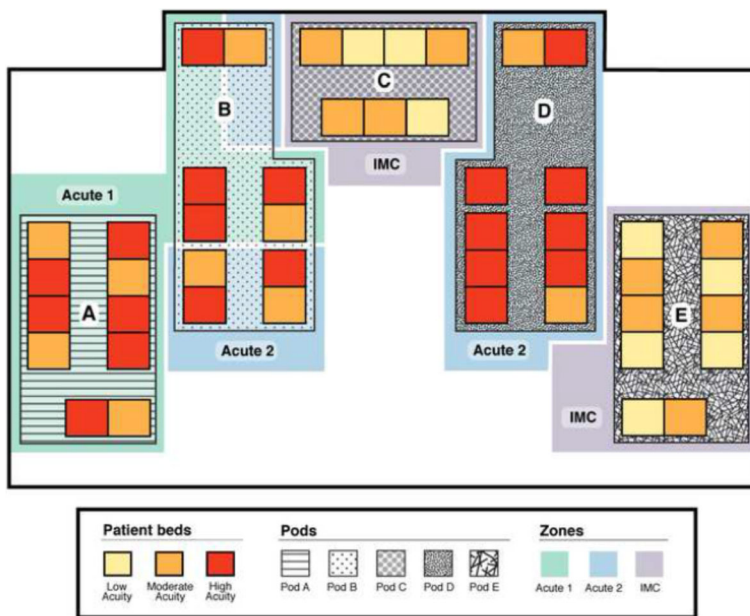 B
C
D
IMC
Acute 1
A
E
Acute 2
Acute 2
IMC
Patient beds
Pods
Zones
Low
Acuity
Moderate
Acuity
High
Acuity
Pod A
Pod B
Pod C
Pod D
Pod E
Acute 1
Acute 2
IMC